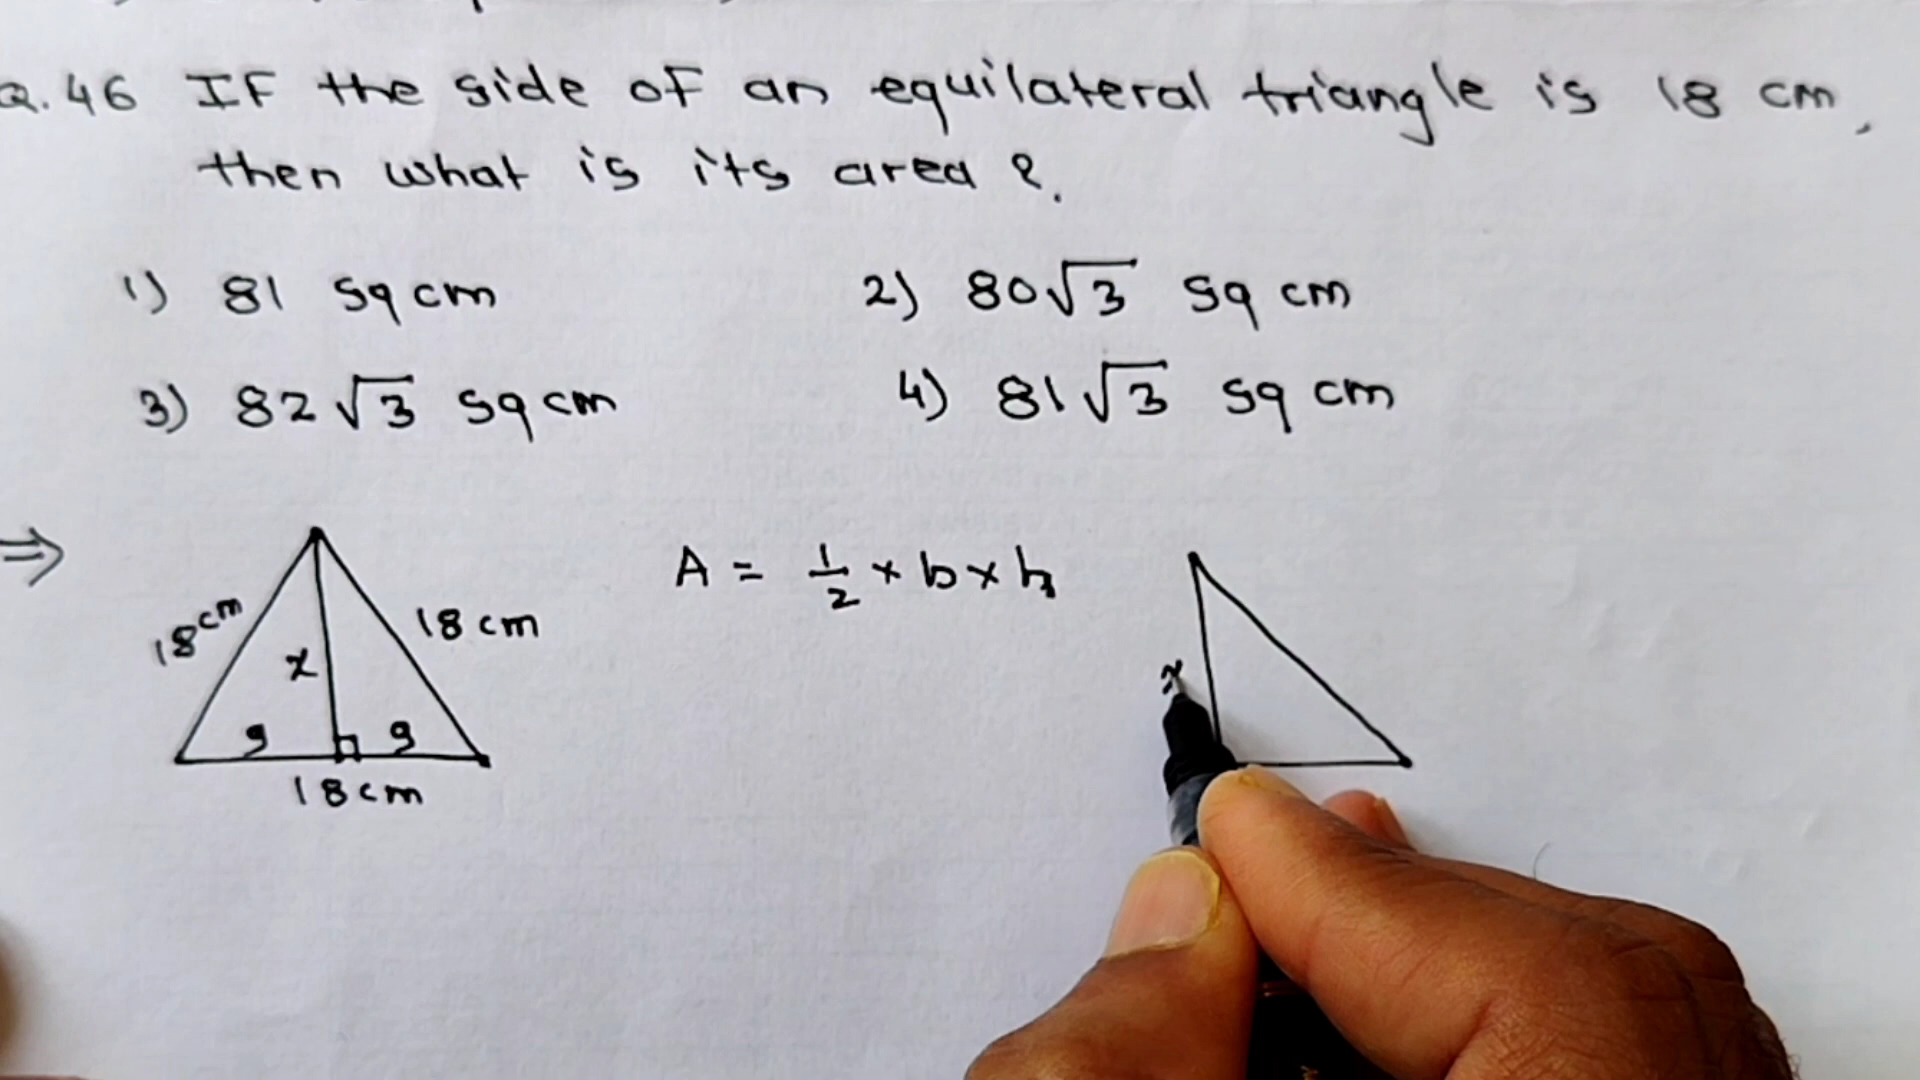 Q.46 IF the side of an equilateral triangle is 18 cm,
then what is its area ?.
1) 81 sq cm
2) 80√3 sq cm
3) 82√3 sq cm
4) 81√3 sq cm
⇒
18cm
18 cm
x
9
9
18cm
A = 1/2 × b × h
x